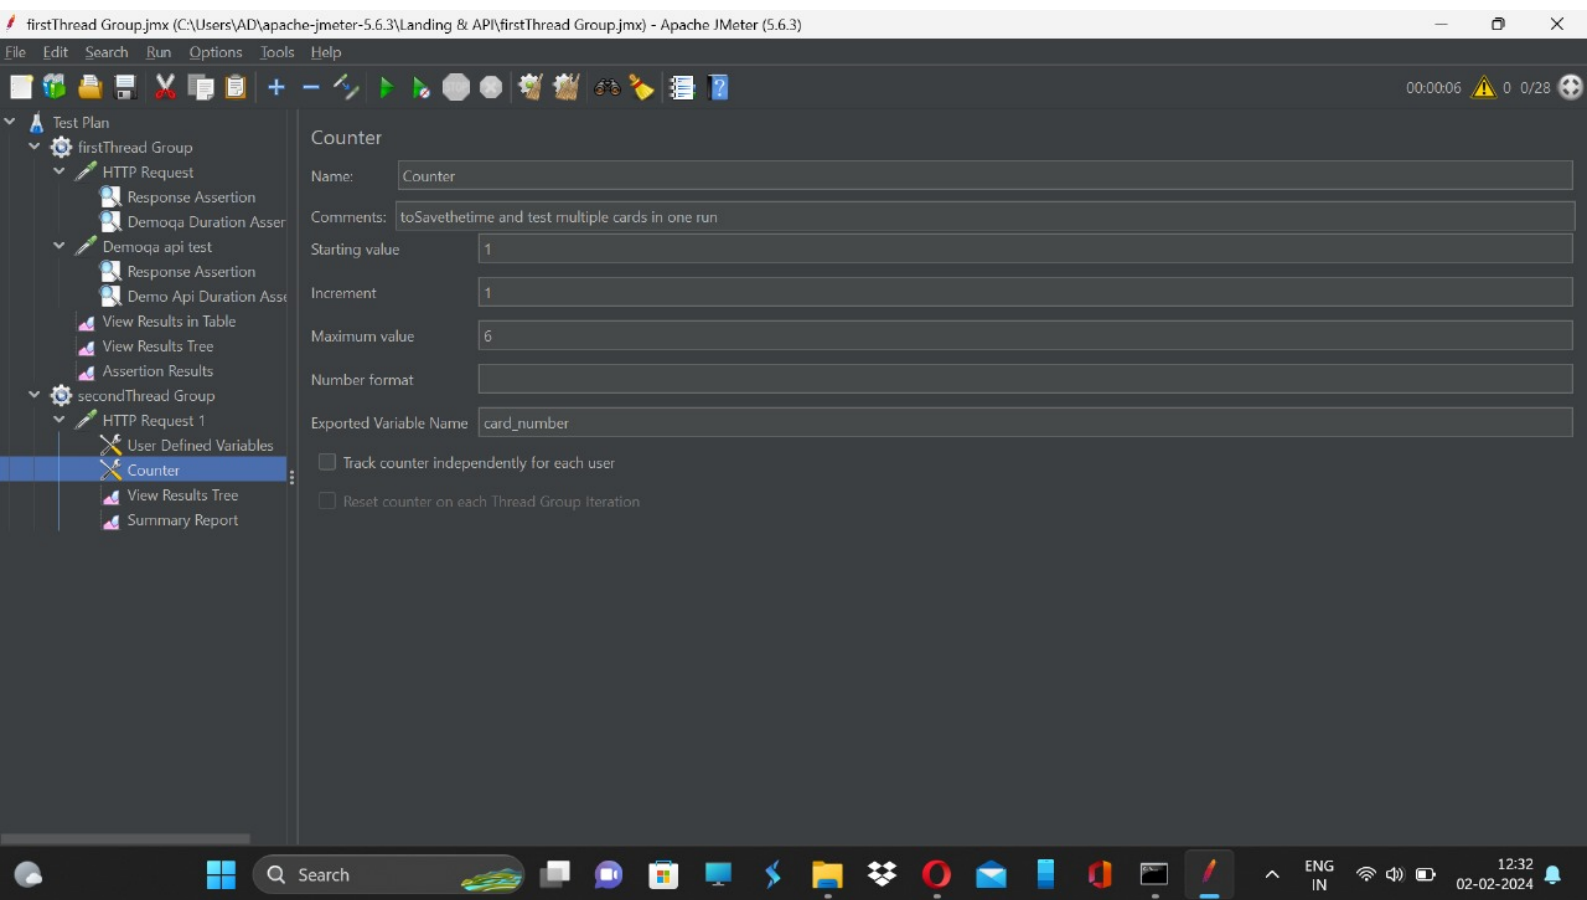 firstThread Group.jmx (C:\Users\AD\apache-jmeter-5.6.3\Landing & API\firstThread Group.jmx) - Apache JMeter (5.6.3)
File Edit Search Run Options Tools Help
STOP
00:00:06 0 0/28
Test Plan
firstThread Group
HTTP Request
Response Assertion
Demoqa Duration Asser
Demoqa api test
Response Assertion
Demo Api Duration Asse
View Results in Table
View Results Tree
Assertion Results
secondThread Group
HTTP Request 1
User Defined Variables
Counter
View Results Tree
Summary Report
Counter
Name: Counter
Comments: toSavethetime and test multiple cards in one run
Starting value 1
Increment 1
Maximum value 6
Number format
Exported Variable Name card_number
Track counter independently for each user
Reset counter on each Thread Group Iteration
Search
ENG
IN
12:32
02-02-2024